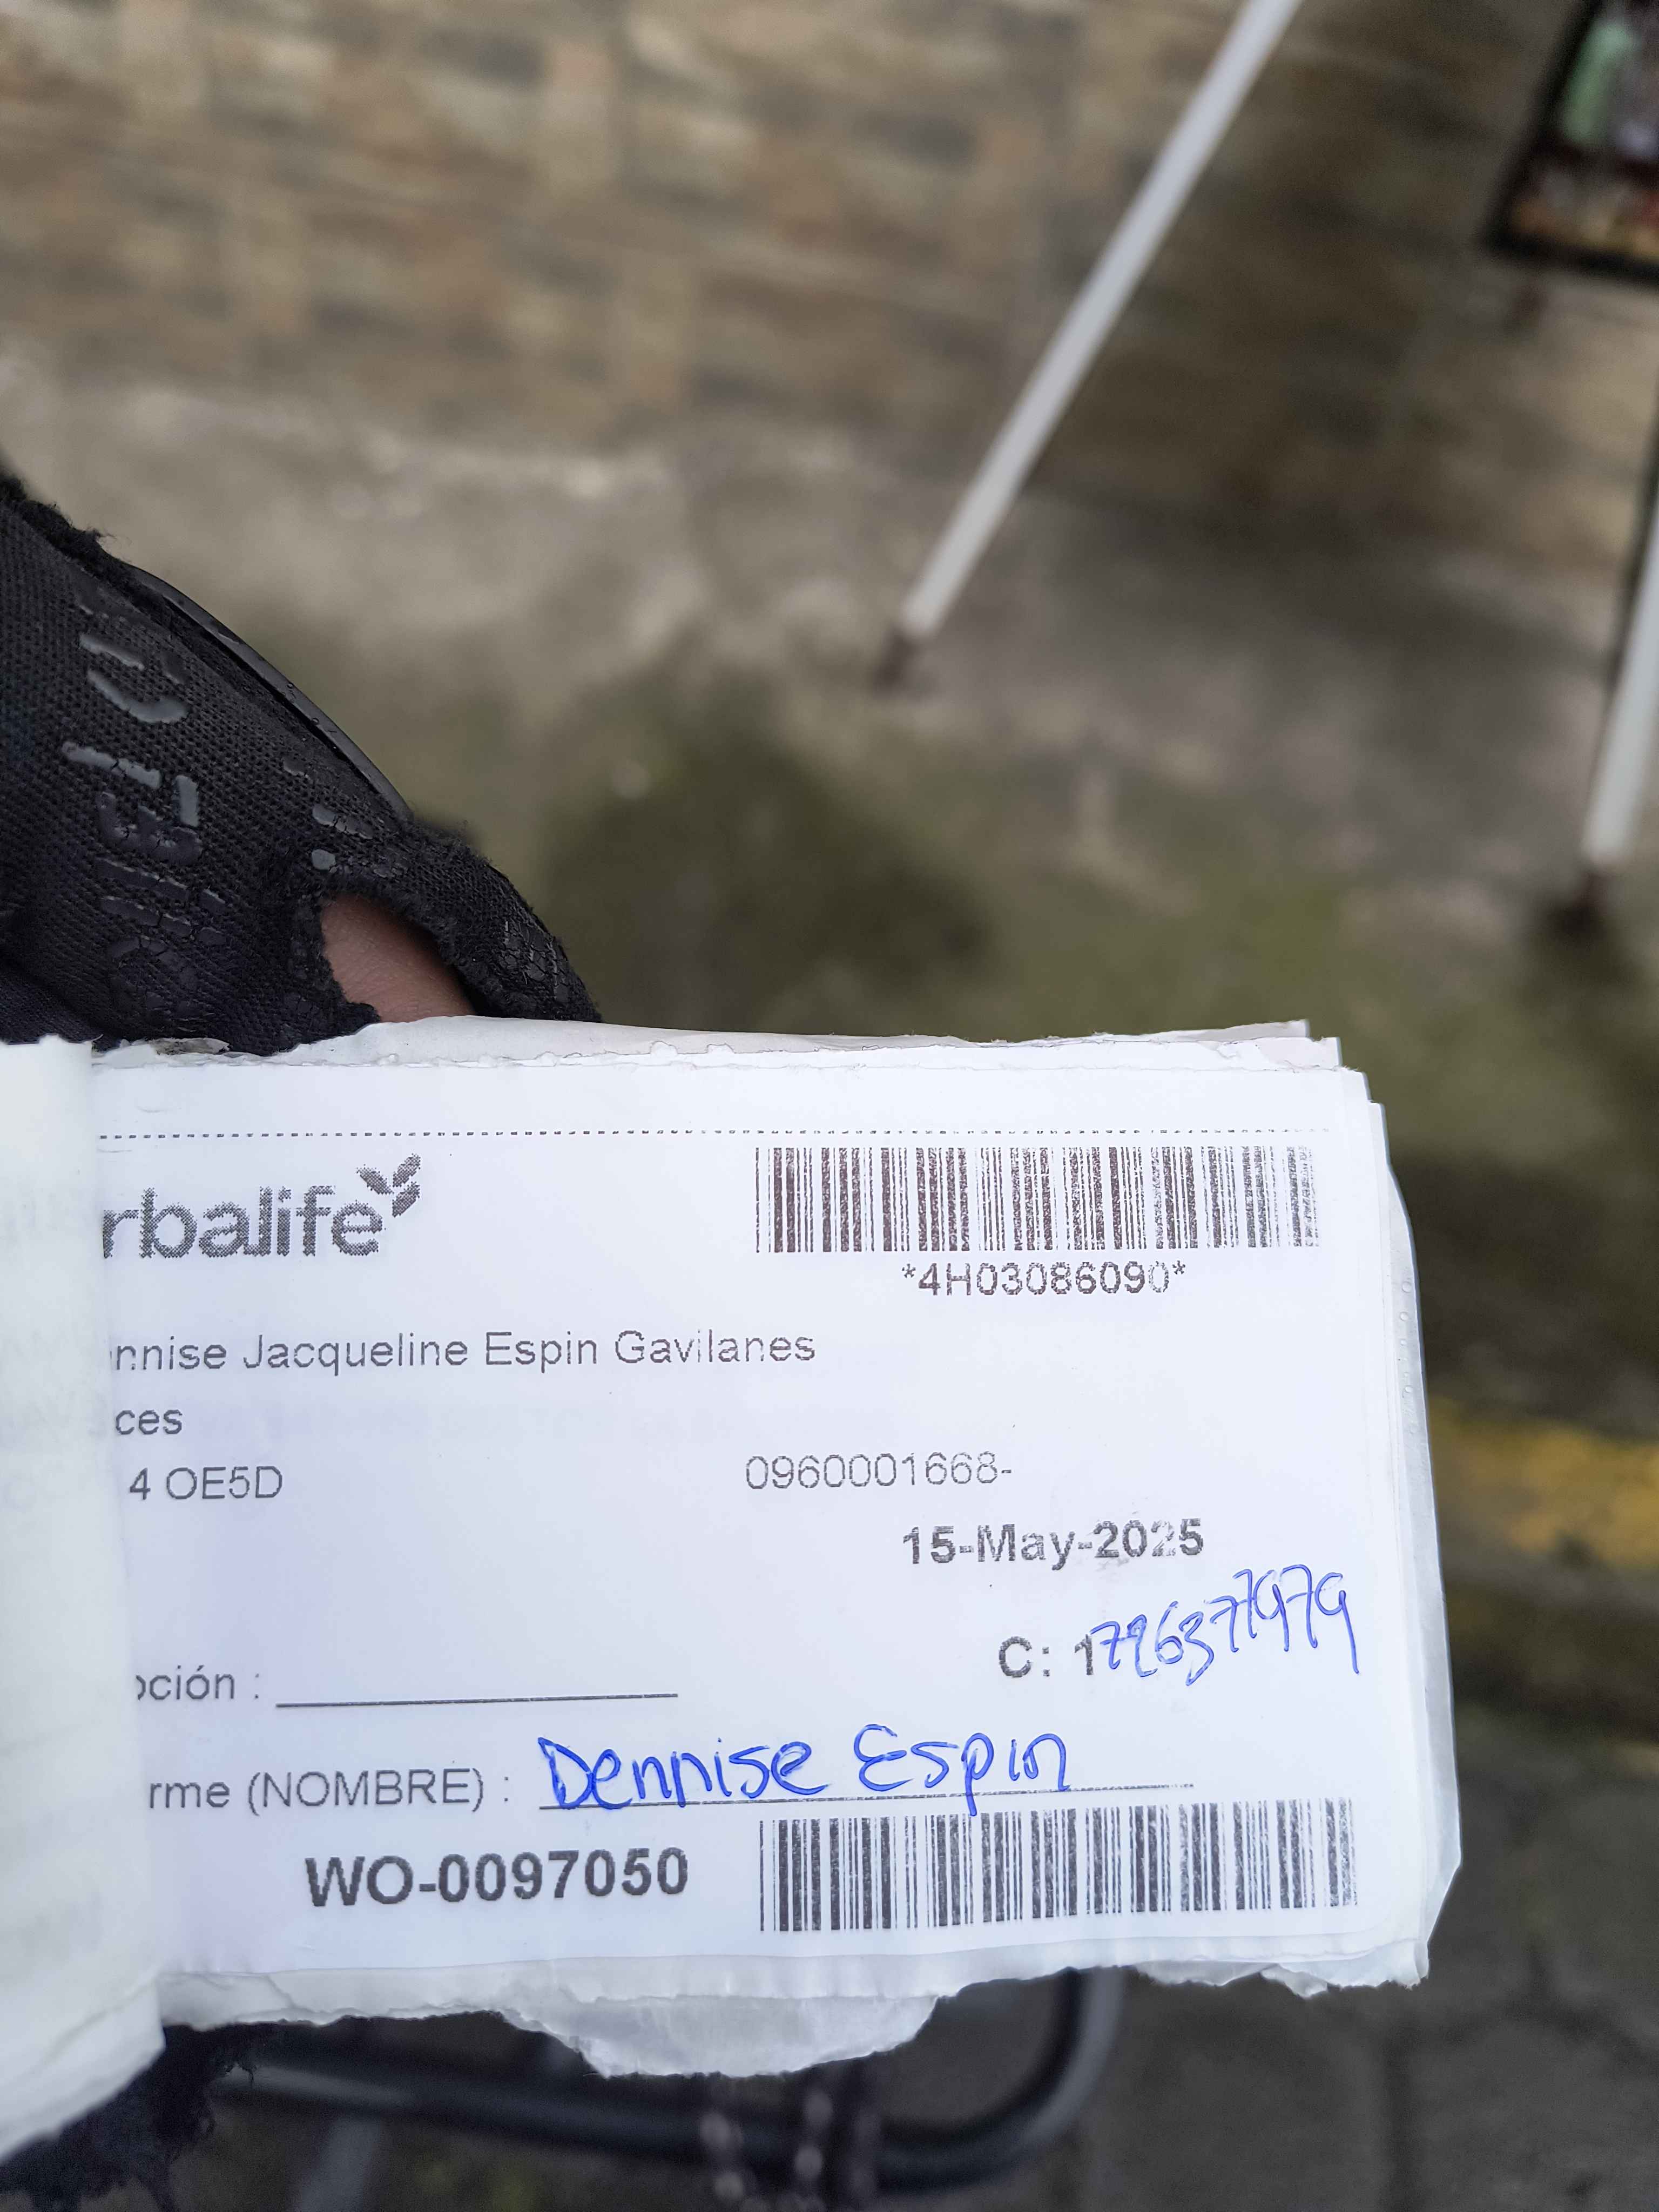 rbalife
*4H03086090*
nnise Jacqueline Espin Gavilanes
ces
4 OE5D
0960001668-
15-May-2025
C: 1726377979
pción :
rme (NOMBRE) : Dennise Espin
WO-0097050